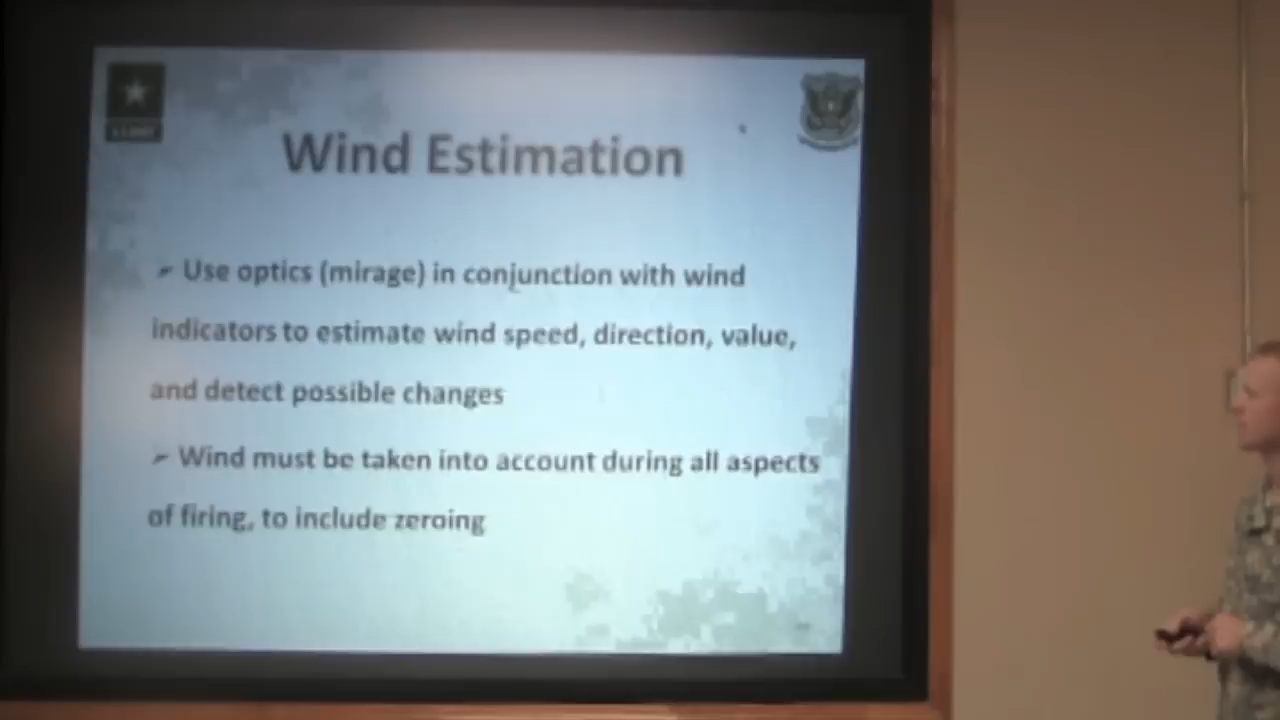 Wind Estimation
Use optics (mirage) in conjunction with wind
indicators to estimate wind speed, direction, value,
and detect possible changes
Wind must be taken into account during all aspects
of firing, to include zeroing